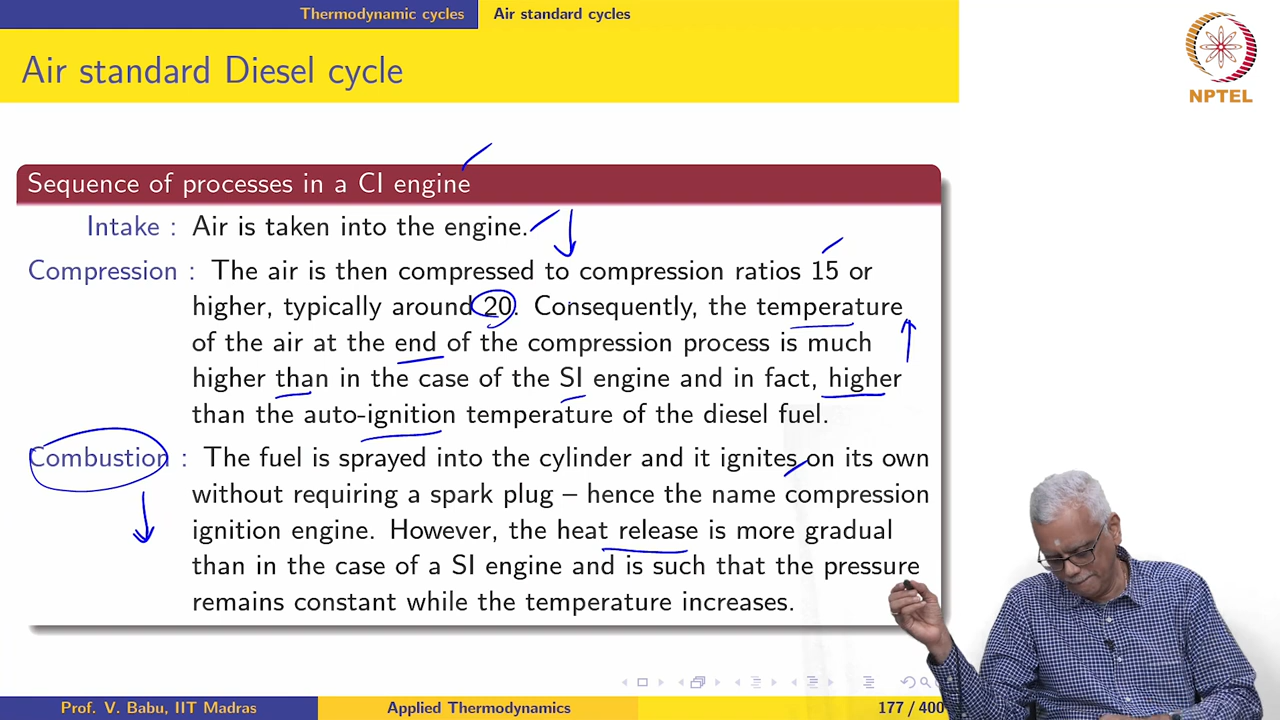 Thermodynamic cycles Air standard cycles
Air standard Diesel cycle
NPTEL
Sequence of processes in a CI engine
Intake : Air is taken into the engine.
Compression : The air is then compressed to compression ratios 15 or
higher, typically around 20. Consequently, the temperature
of the air at the end of the compression process is much
higher than in the case of the SI engine and in fact, higher
than the auto-ignition temperature of the diesel fuel.
Combustion : The fuel is sprayed into the cylinder and it ignites on its own
without requiring a spark plug – hence the name compression
ignition engine. However, the heat release is more gradual
than in the case of a SI engine and is such that the pressure
remains constant while the temperature increases.
Prof. V. Babu, IIT Madras Applied Thermodynamics 177 / 400